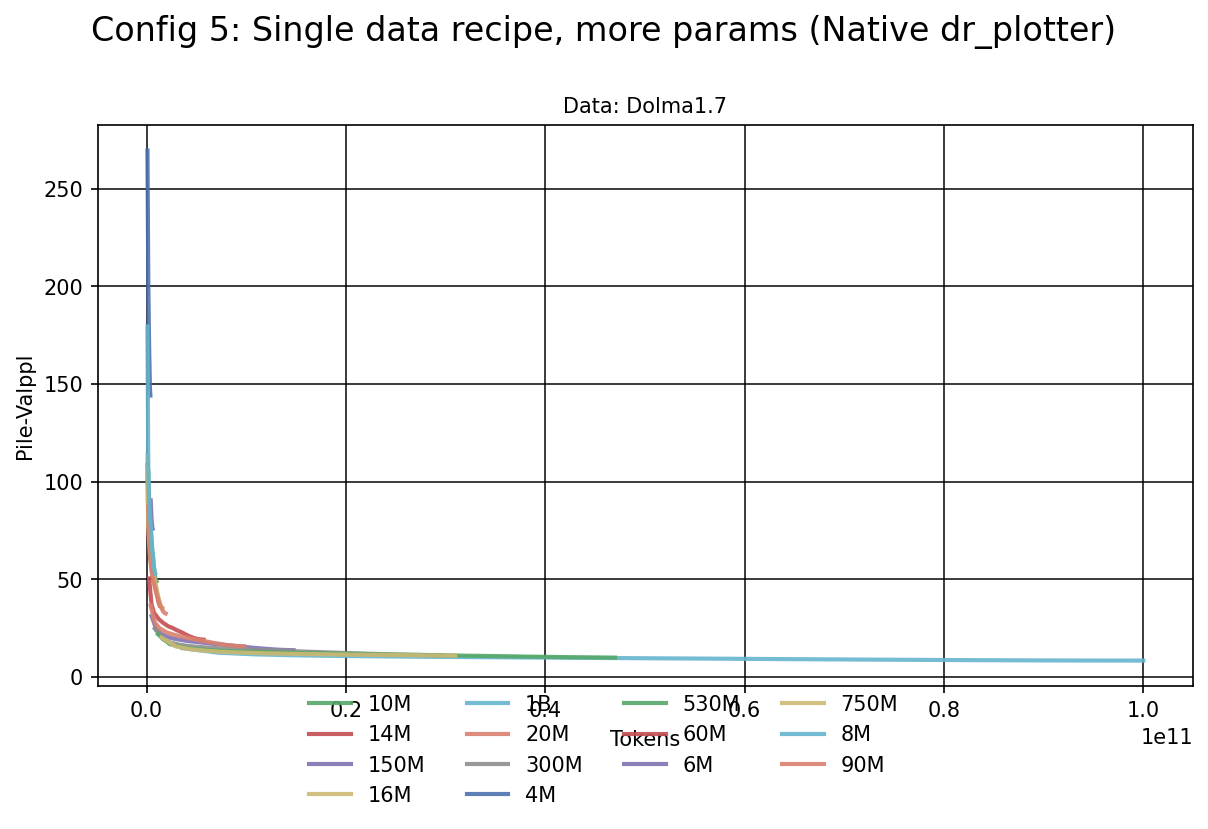 Config 5: Single data recipe, more params (Native dr_plotter)
Data: Dolma1.7
Pile-Valppl
250
200
150
100
50
0
0.0 0.2 0.4 0.6 0.8 1.0
1e11
Tokens
10M 1B 530M 750M
14M 20M 60M 8M
150M 300M 6M 90M
16M 4M